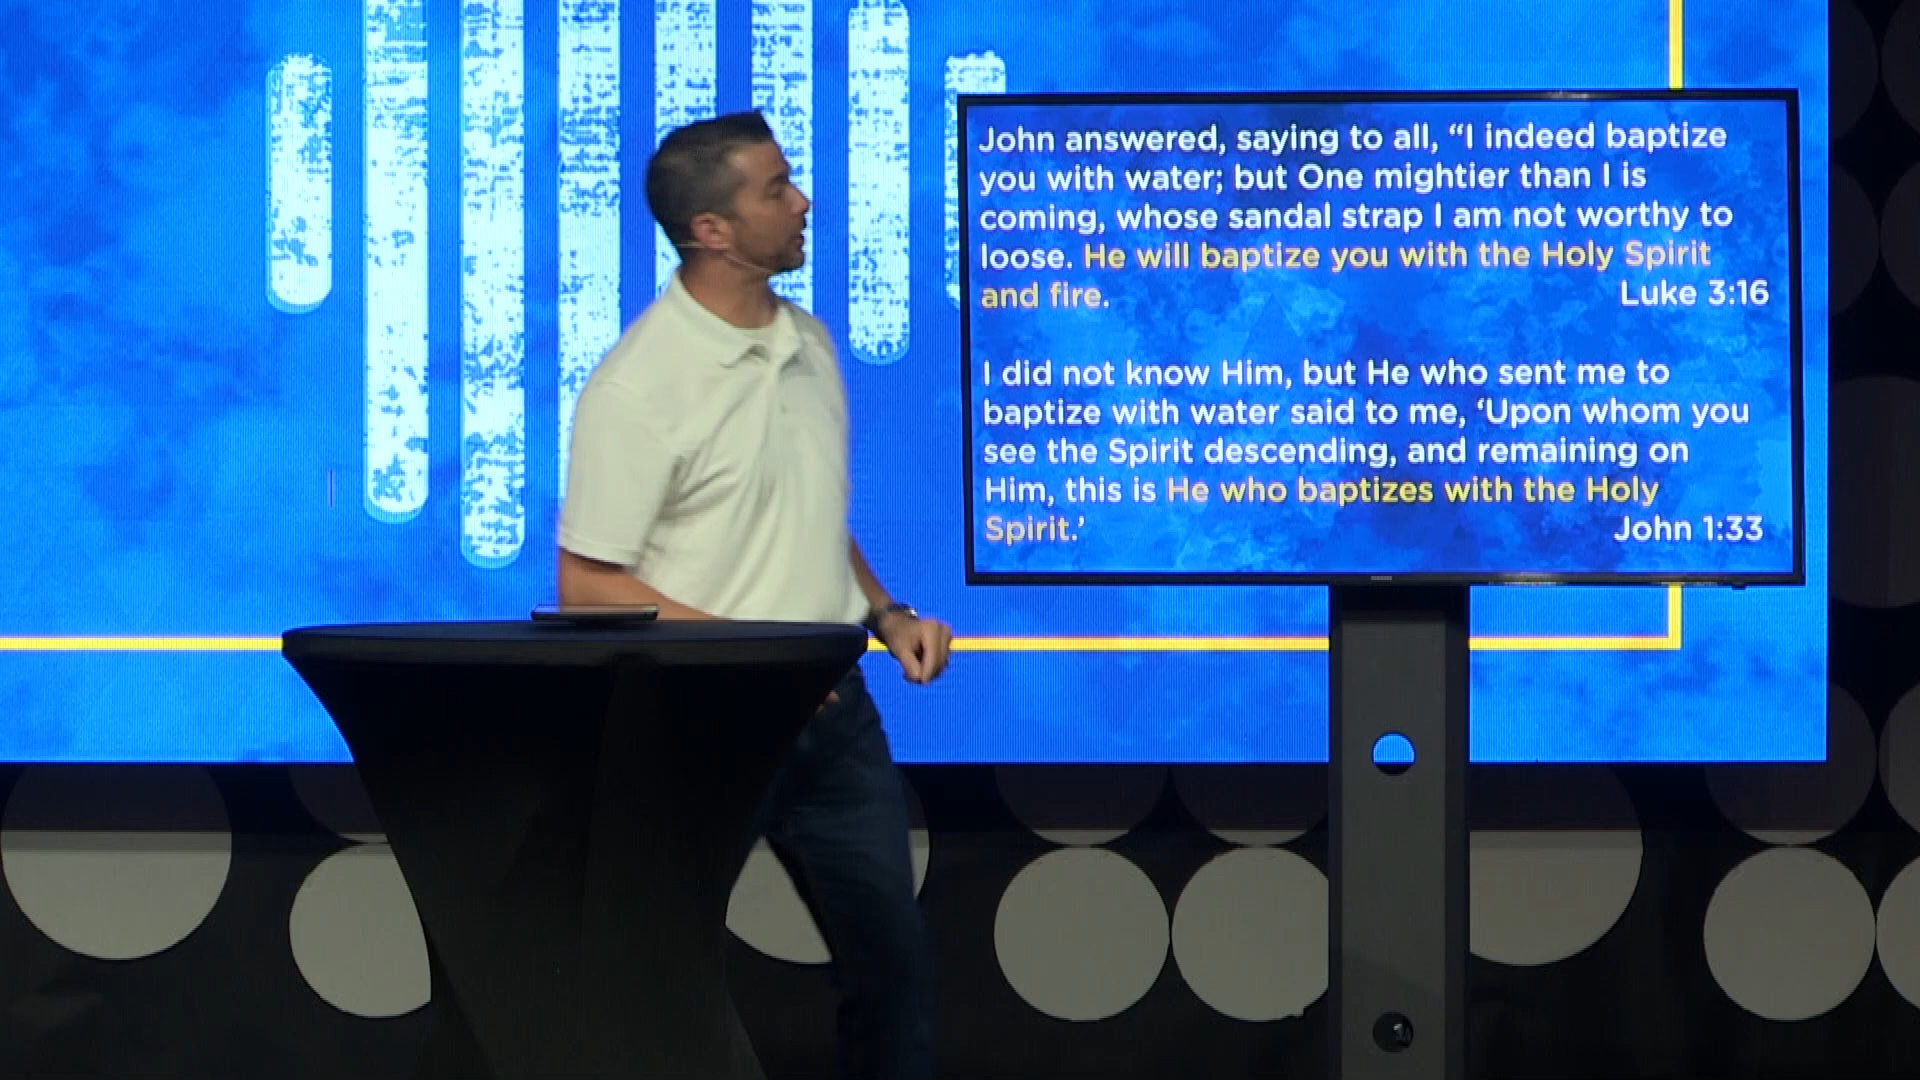 John answered, saying to all, “I indeed baptize
you with water; but One mightier than I is
coming, whose sandal strap I am not worthy to
loose. He will baptize you with the Holy Spirit
and fire. Luke 3:16
I did not know Him, but He who sent me to
baptize with water said to me, ‘Upon whom you
see the Spirit descending, and remaining on
Him, this is He who baptizes with the Holy
Spirit.’ John 1:33